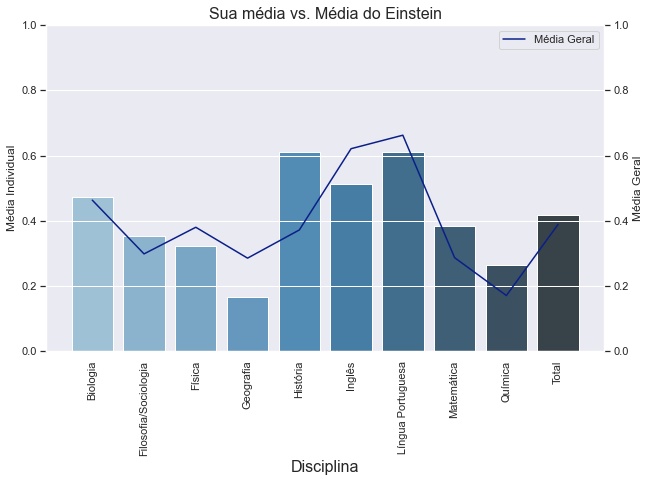 Sua média vs. Média do Einstein
Média Geral
1.0
0.8
0.6
0.4
0.2
0.0
Média Individual
1.0
0.8
0.6
0.4
0.2
0.0
Média Geral
Biologia
Filosofia/Sociologia
Física
Geografia
História
Inglês
Língua Portuguesa
Matemática
Química
Total
Disciplina